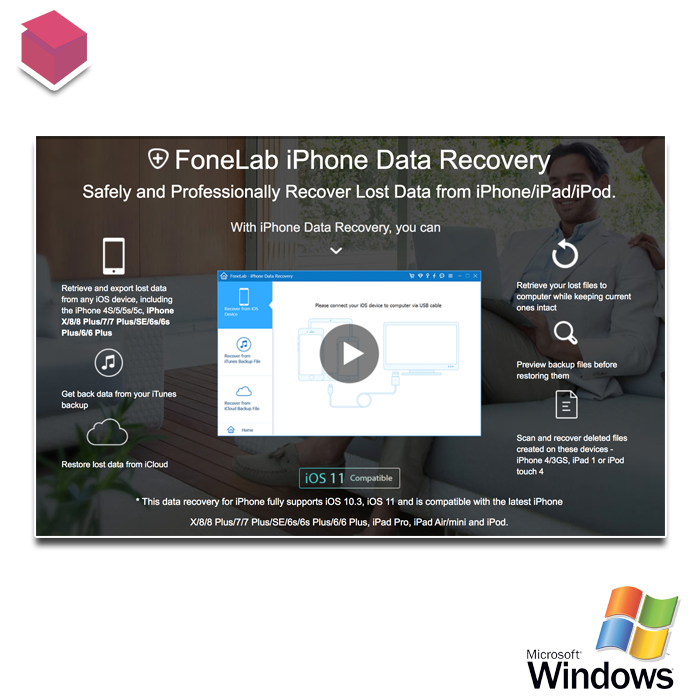 FoneLab iPhone Data Recovery
Safely and Professionally Recover Lost Data from iPhone/iPad/iPod.
With iPhone Data Recovery, you can
Retrieve and export lost data
from any iOS device, including
the iPhone 4S/5/5s/5c, iPhone
X/8/8 Plus/7/7 Plus/SE/6s/6s
Plus/6/6 Plus
Get back data from your iTunes
backup
Restore lost data from iCloud
FoneLab - iPhone Data Recovery
Recover from iOS
Device
Recover from
iTunes Backup File
Recover from
iCloud Backup File
Home
Please connect your iOS device to computer via USB cable
Retrieve your lost files to
computer while keeping current
ones intact
Preview backup files before
restoring them
Scan and recover deleted files
created on these devices -
iPhone 4/3GS, iPad 1 or iPod
touch 4
iOS 11 Compatible
* This data recovery for iPhone fully supports iOS 10.3, iOS 11 and is compatible with the latest iPhone
X/8/8 Plus/7/7 Plus/SE/6s/6s Plus/6/6 Plus, iPad Pro, iPad Air/mini and iPod.
Microsoft
Windows